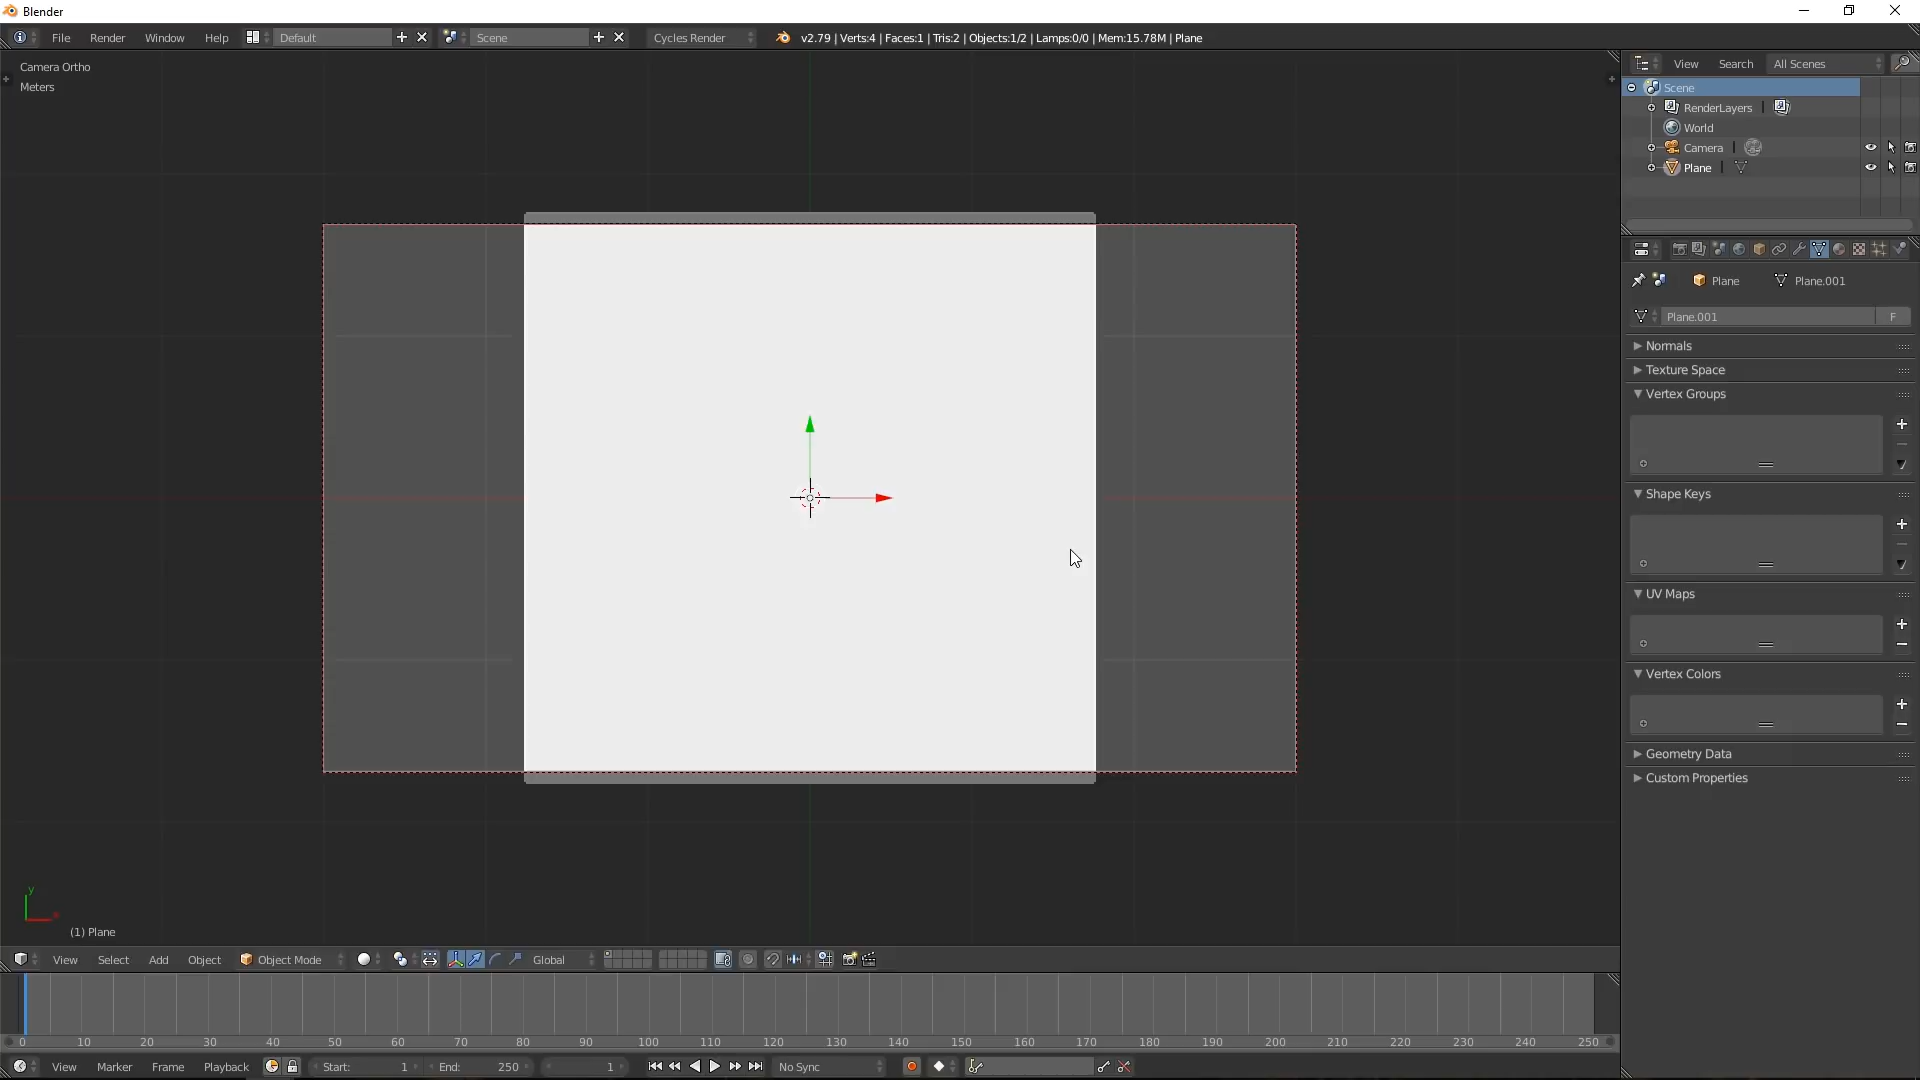 Blender
File Render Window Help Default Scene Cycles Render v2.79 | Verts:4 | Faces:1 | Tris:2 | Objects:1/2 | Lamps:0/0 | Mem:15.78M | Plane
Camera Ortho
Meters
View Search All Scenes
Scene
RenderLayers
World
Camera
Plane
Plane Plane.001
Plane.001 F
Normals
Texture Space
Vertex Groups
Shape Keys
UV Maps
Vertex Colors
Geometry Data
Custom Properties
y
(1) Plane
View Select Add Object Object Mode Global
0 10 20 30 40 50 60 70 80 90 100 110 120 130 140 150 160 170 180 190 200 210 220 230 240 250
View Marker Frame Playback Start: 1 End: 250 1 No Sync